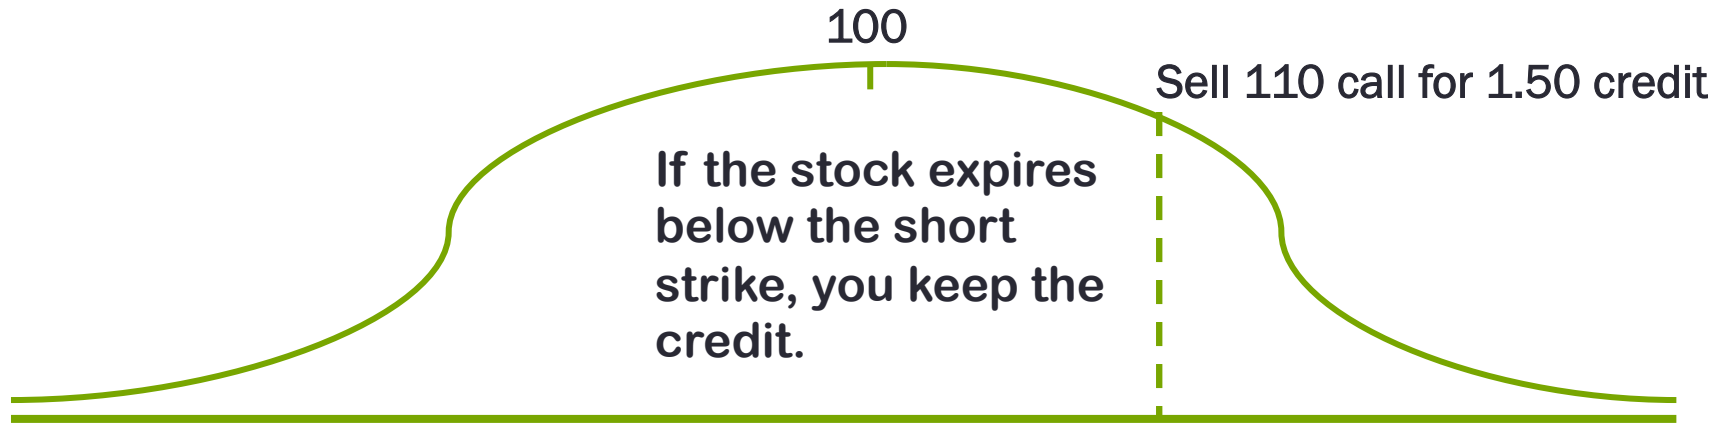 100
Sell 110 call for 1.50 credit
If the stock expires
below the short
strike, you keep the
credit.